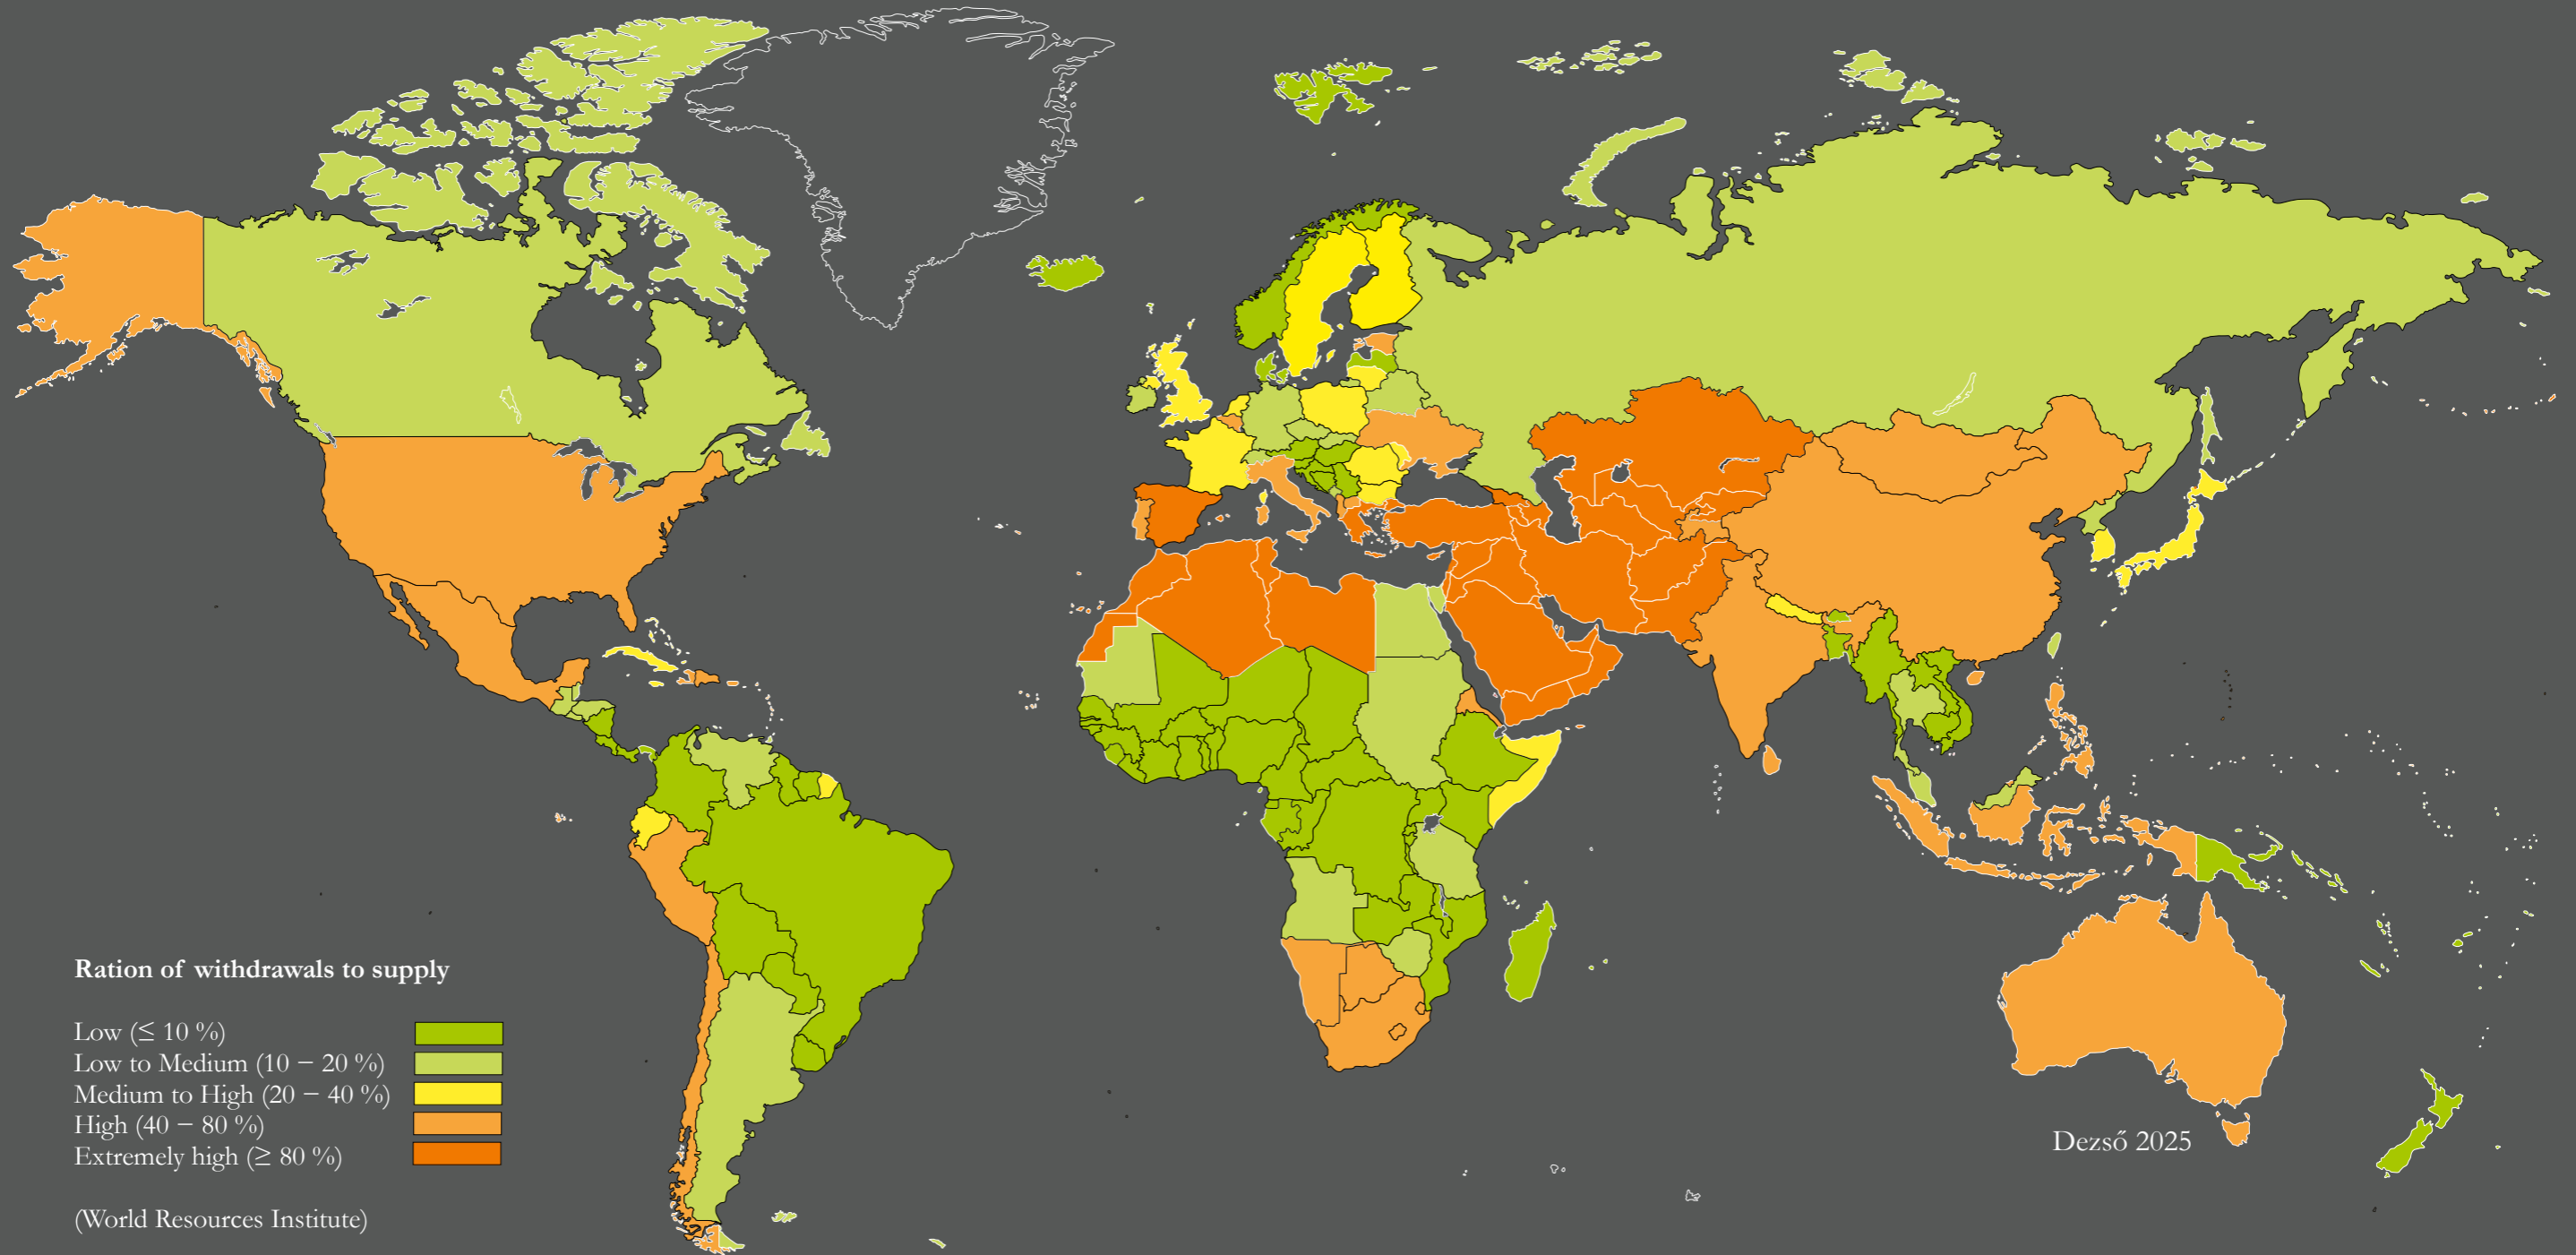 Ration of withdrawals to supply
Low (≤ 10 %)
Low to Medium (10 − 20 %)
Medium to High (20 − 40 %)
High (40 − 80 %)
Extremely high (≥ 80 %)
(World Resources Institute)
Dezső 2025